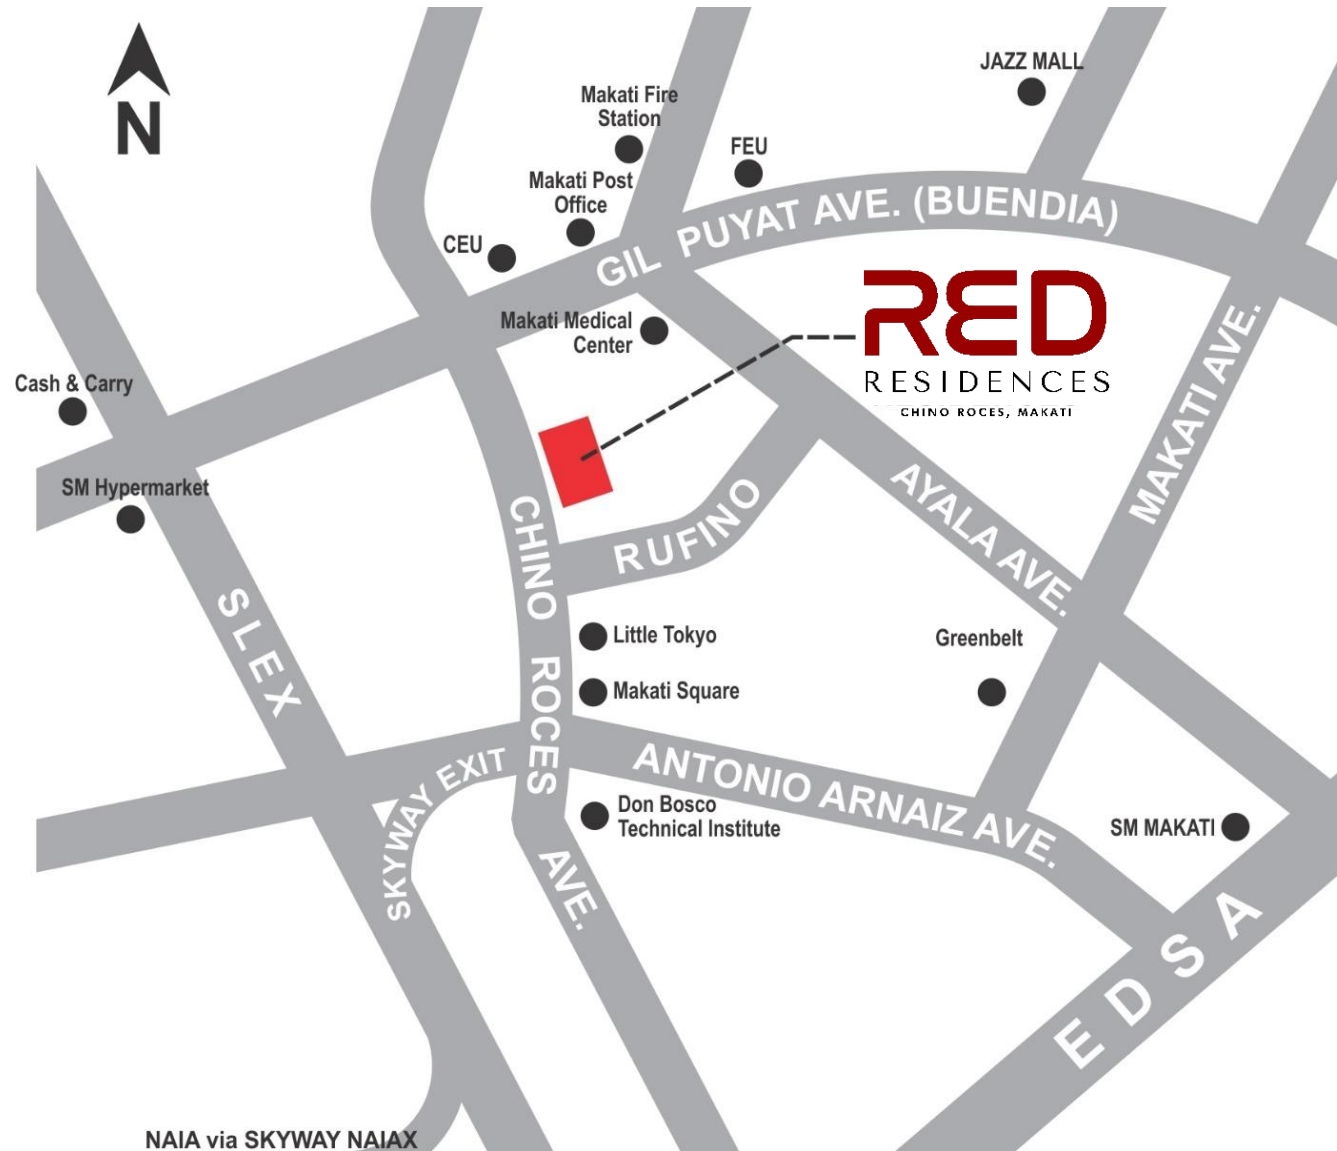 N
JAZZ MALL
Makati Fire
Station
FEU
Makati Post
Office
CEU
GIL PUYAT AVE. (BUENDIA)
RED
RESIDENCES
CHINO ROCES, MAKATI
Makati Medical
Center
MAKATI AVE.
Cash & Carry
SM Hypermarket
AYALA AVE.
RUFINO
CHINO ROCES AVE.
SLEX
Little Tokyo
Greenbelt
Makati Square
SKYWAY EXIT
ANTONIO ARNAIZ AVE.
Don Bosco
Technical Institute
SM MAKATI
EDSA
NAIA via SKYWAY NAIAX